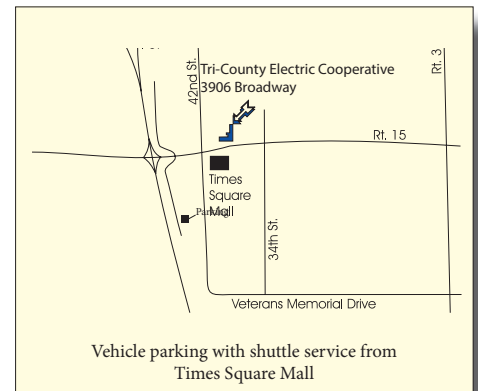 42nd St.
Rt. 3
Tri-County Electric Cooperative
3906 Broadway
Rt. 15
Times
Square
Mall
Parking
34th St.
Veterans Memorial Drive
Vehicle parking with shuttle service from
Times Square Mall